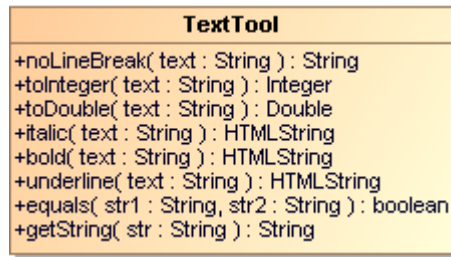 TextTool
+noLineBreak( text : String ) : String
+toInteger( text : String ) : Integer
+toDouble( text : String ) : Double
+italic( text : String ) : HTMLString
+bold( text : String ) : HTMLString
+underline( text : String ) : HTMLString
+equals( str1 : String, str2 : String ) : boolean
+getString( str : String ) : String